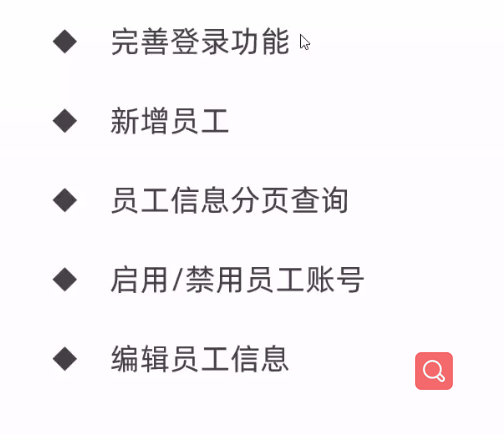 完善登录功能
新增员工
员工信息分页查询
启用/禁用员工账号
编辑员工信息